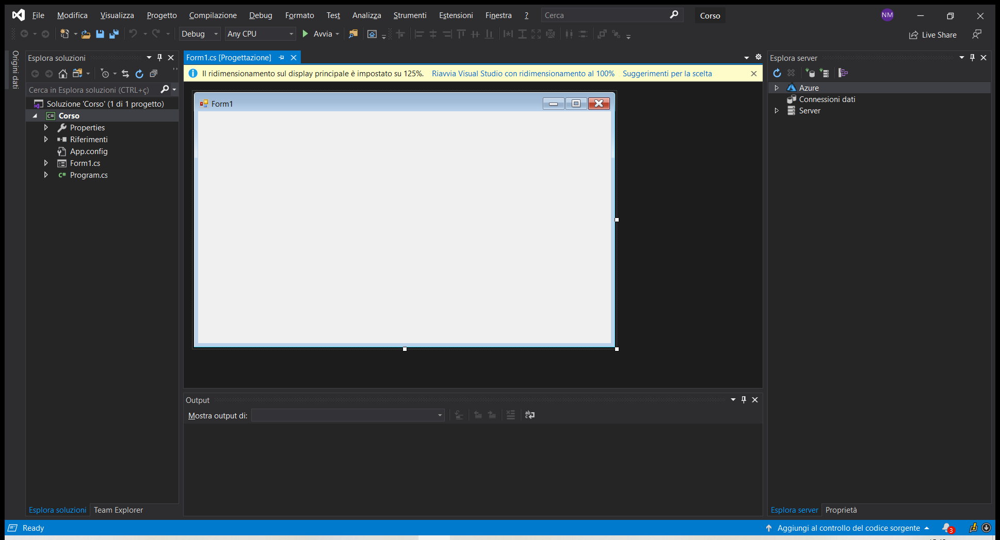 File Modifica Visualizza Progetto Compilazione Debug Formato Test Analizza Strumenti Estensioni Finestra ? Cerca Corso NM
Debug Any CPU Avvia Live Share
Origini dati
Esplora soluzioni
Cerca in Esplora soluzioni (CTRL+ç)
Soluzione 'Corso' (1 di 1 progetto)
Corso
Properties
Riferimenti
App.config
Form1.cs
Program.cs
Esplora soluzioni Team Explorer
Form1.cs [Progettazione]
Il ridimensionamento sul display principale è impostato su 125%. Riavvia Visual Studio con ridimensionamento al 100% Suggerimenti per la scelta
Form1
Output
Mostra output di:
Esplora server
Azure
Connessioni dati
Server
Esplora server Proprietà
Ready Aggiungi al controllo del codice sorgente 3